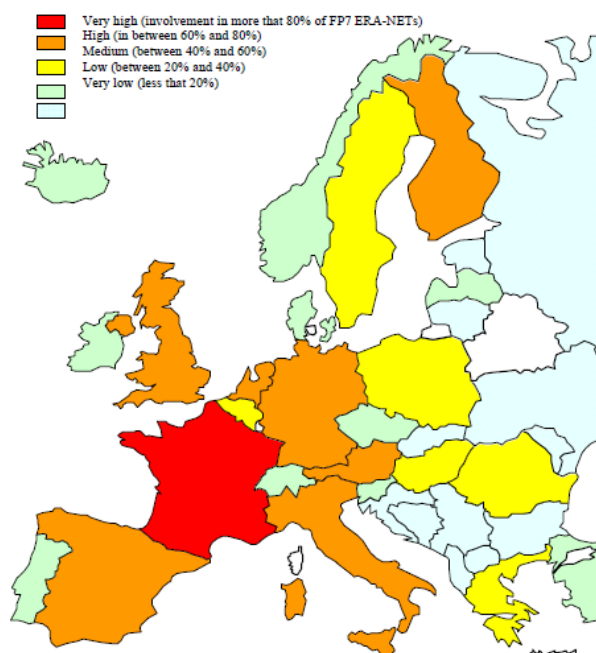 Very high (involvement in more that 80% of FP7 ERA-NETs)
High (in between 60% and 80%)
Medium (between 40% and 60%)
Low (between 20% and 40%)
Very low (less that 20%)